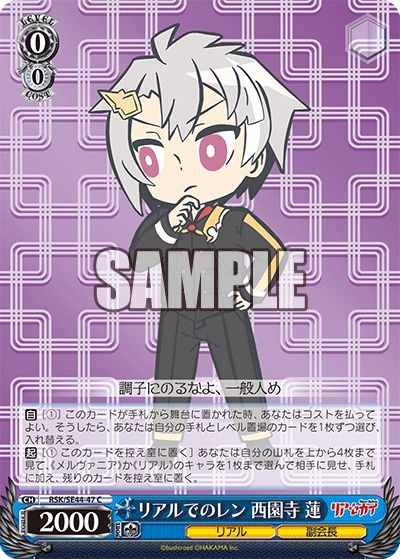 LEVEL
0
0
COST
SAMPLE
調子にのるなよ、一般人め
自 [①] このカードが手札から舞台に置かれた時、あなたはコストを払って
よい。そうしたら、あなたは自分の手札とレベル置場のカードを1枚ずつ選び、
入れ替える。
起 [① このカードを控え室に置く] あなたは自分の山札を上から4枚まで
見て、《メルヴァニア》か《リアル》のキャラを1枚まで選んで相手に見せ、手札
に加え、残りのカードを控え室に置く。
CH RSK/SE44-47 C
2000
リアルでのレン 西園寺 蓮
リアル 副会長
©bushiroad ©HAKAMA Inc.